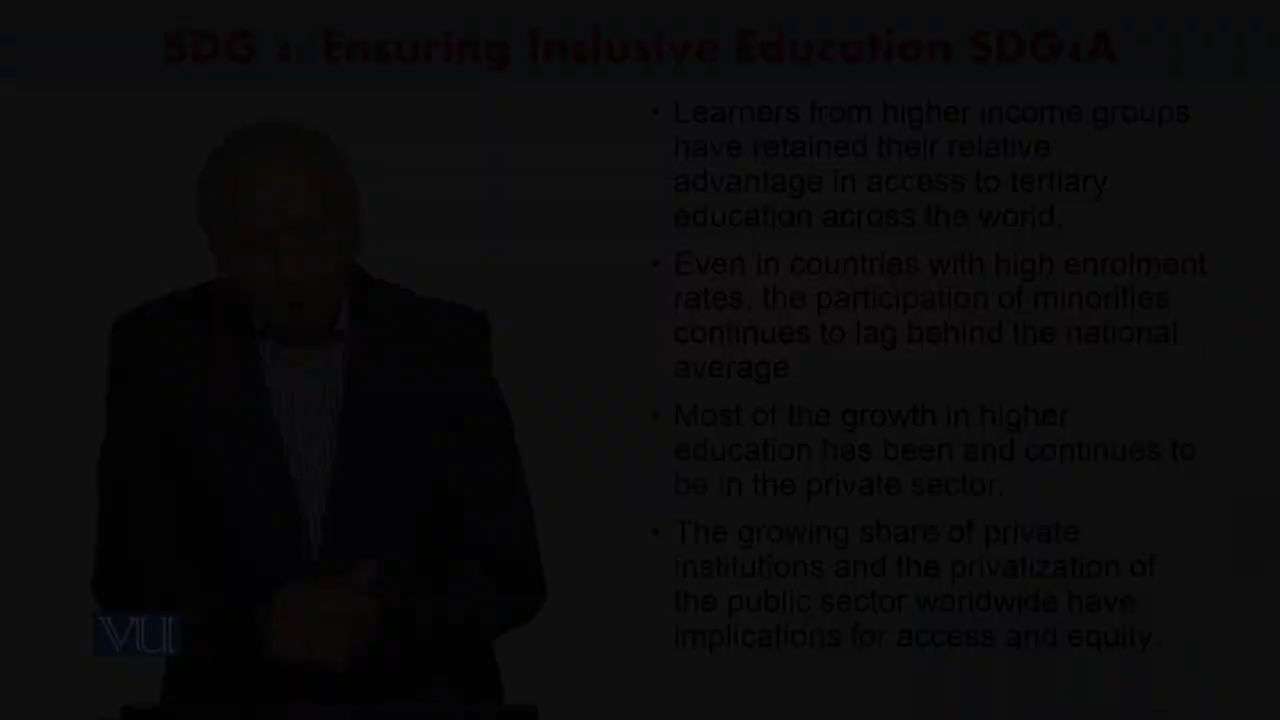 SDG 4: Ensuring Inslusive Education SDG4A
• Learners from higher income groups
have retained their relative
advantage in access to tertiary
education across the world.
• Even in countries with high enrolment
rates, the participation of minorities
continues to lag behind the national
average
• Most of the growth in higher
education has been and continues to
be in the private sector.
• The growing share of private
institutions and the privatization of
the public sector worldwide have
implications for access and equity.
VU